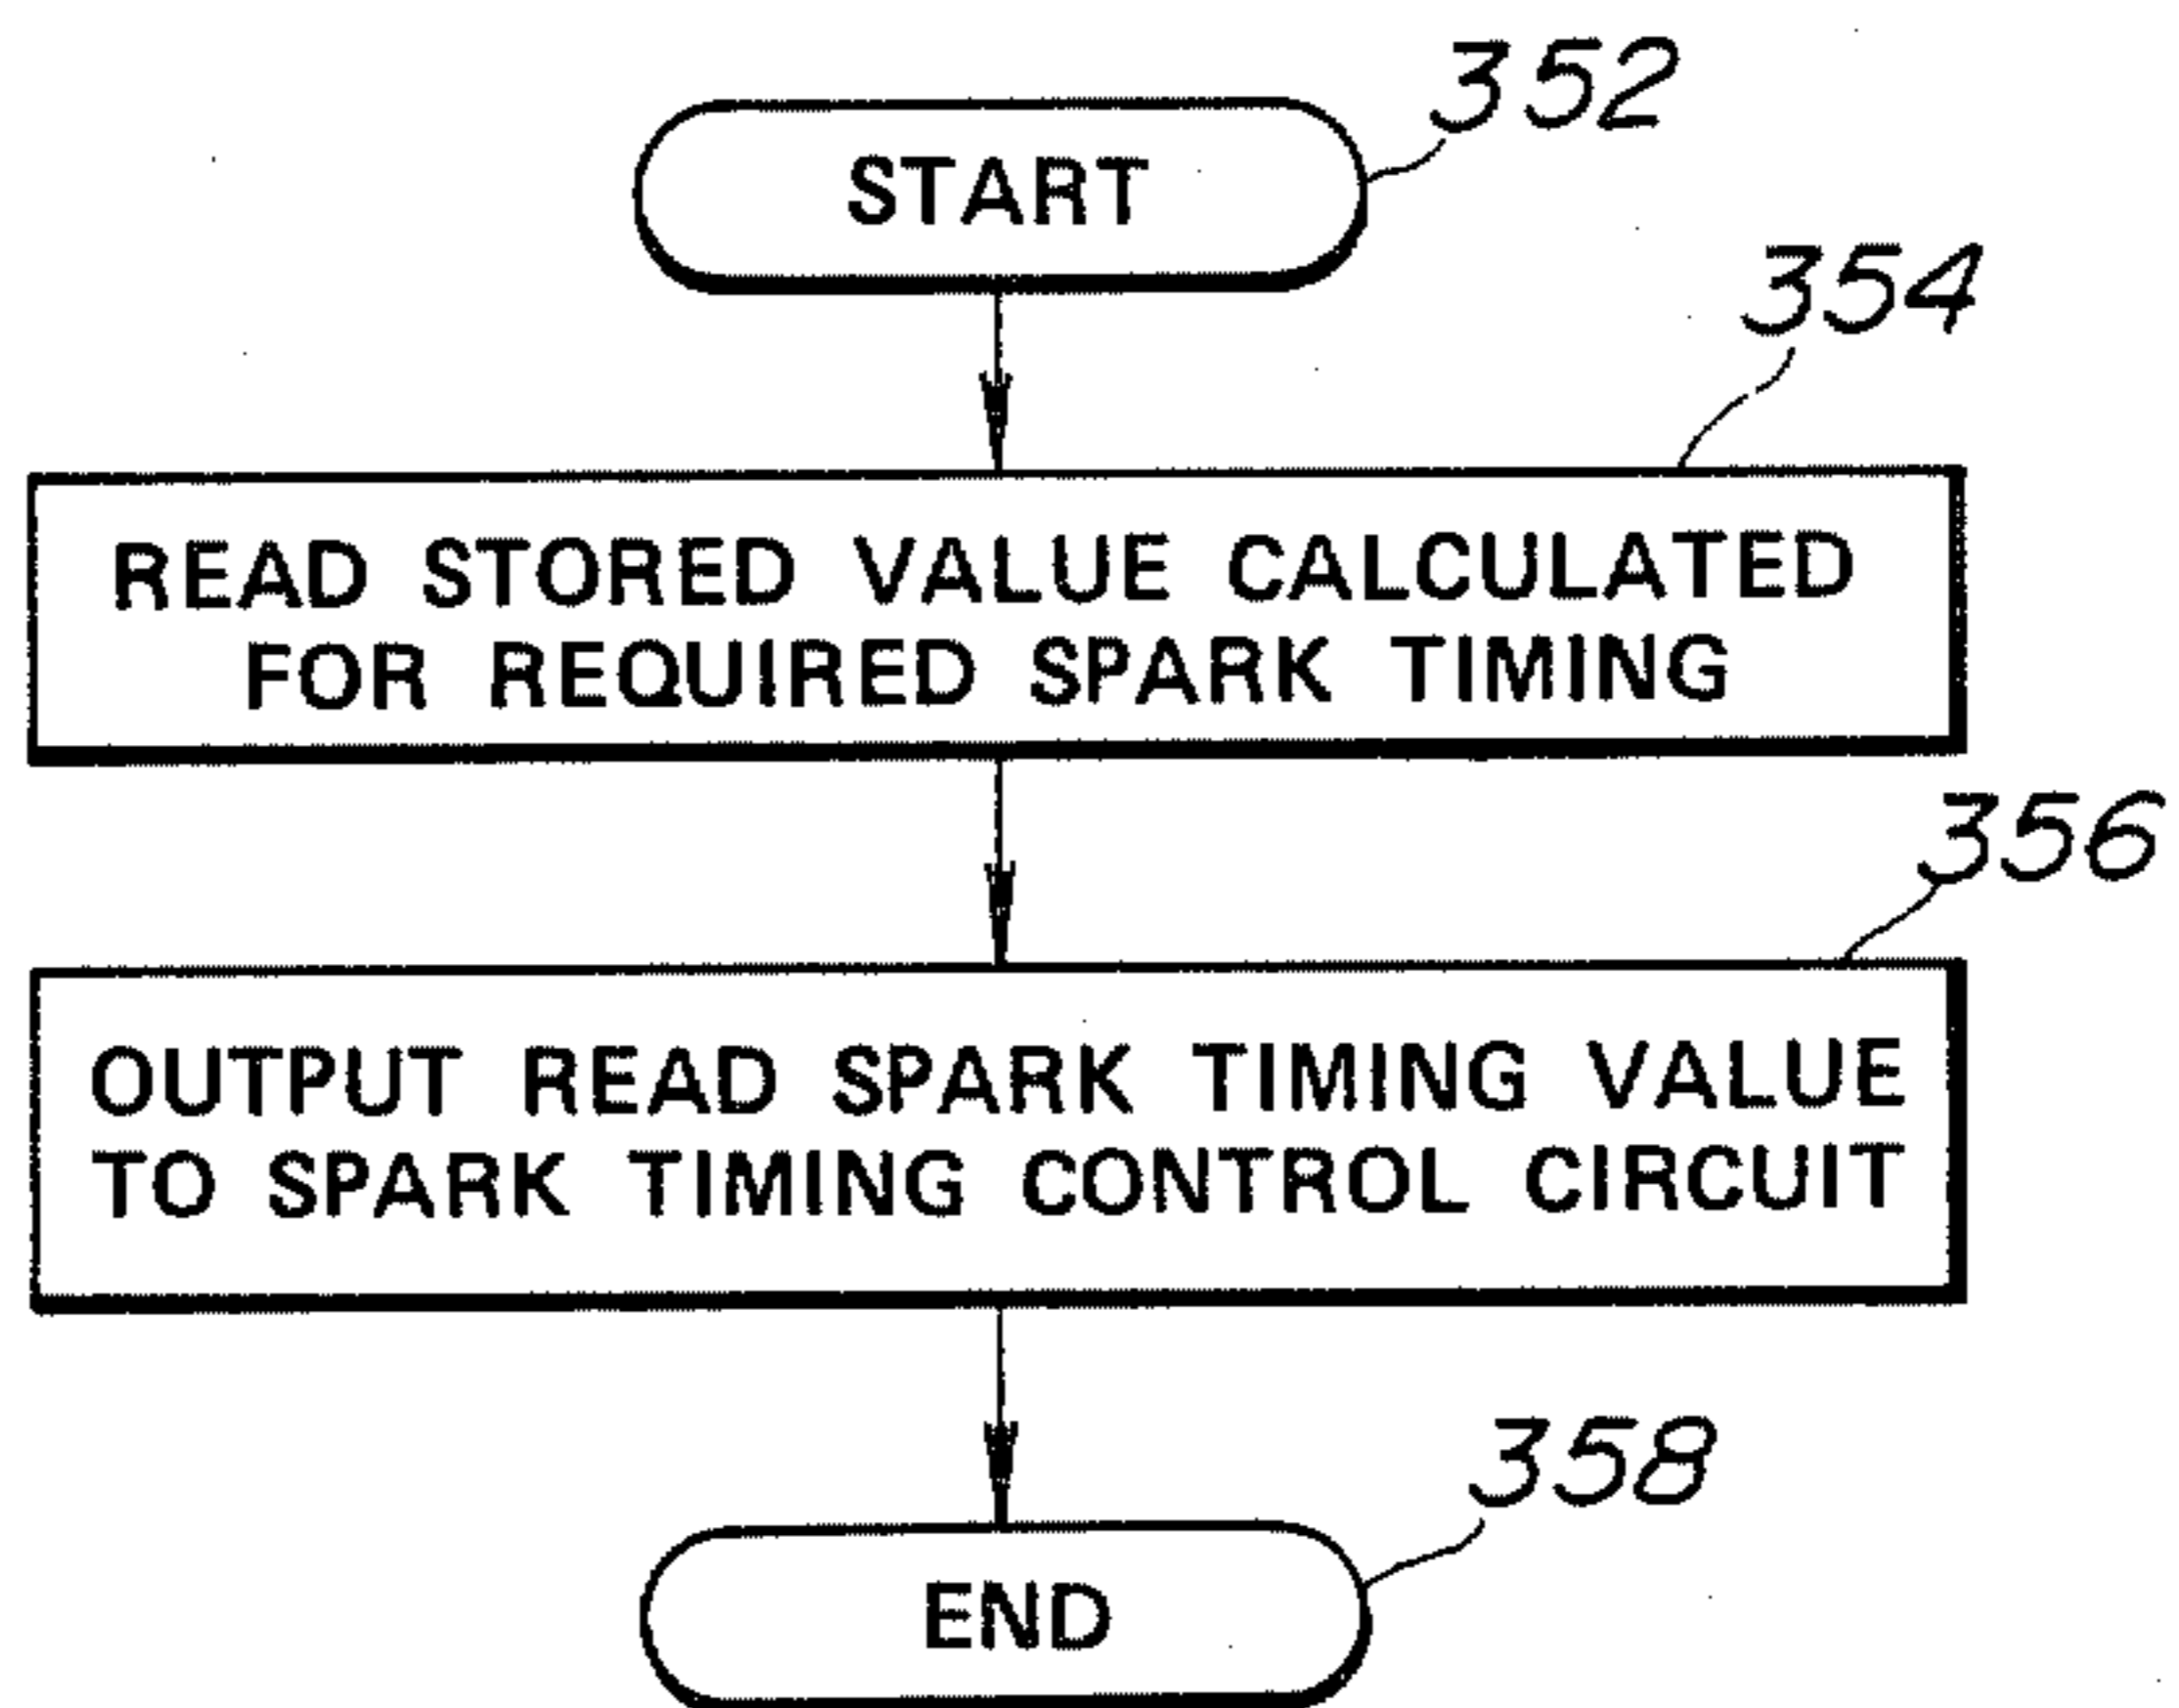 352
START
354
READ STORED VALUE CALCULATED
FOR REQUIRED SPARK TIMING
356
OUTPUT READ SPARK TIMING VALUE
TO SPARK TIMING CONTROL CIRCUIT
358
END